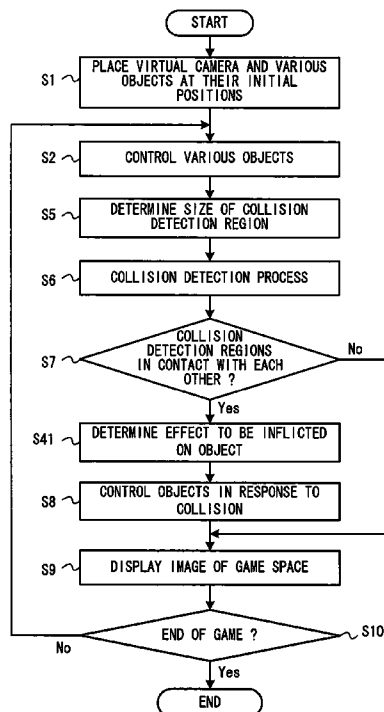 START
S1
PLACE VIRTUAL CAMERA AND VARIOUS
OBJECTS AT THEIR INITIAL
POSITIONS
S2
CONTROL VARIOUS OBJECTS
S5
DETERMINE SIZE OF COLLISION
DETECTION REGION
S6
COLLISION DETECTION PROCESS
S7
COLLISION
DETECTION REGIONS
IN CONTACT WITH EACH
OTHER ?
No
Yes
S41
DETERMINE EFFECT TO BE INFLICTED
ON OBJECT
S8
CONTROL OBJECTS IN RESPONSE TO
COLLISION
S9
DISPLAY IMAGE OF GAME SPACE
END OF GAME ?
S10
No
Yes
END